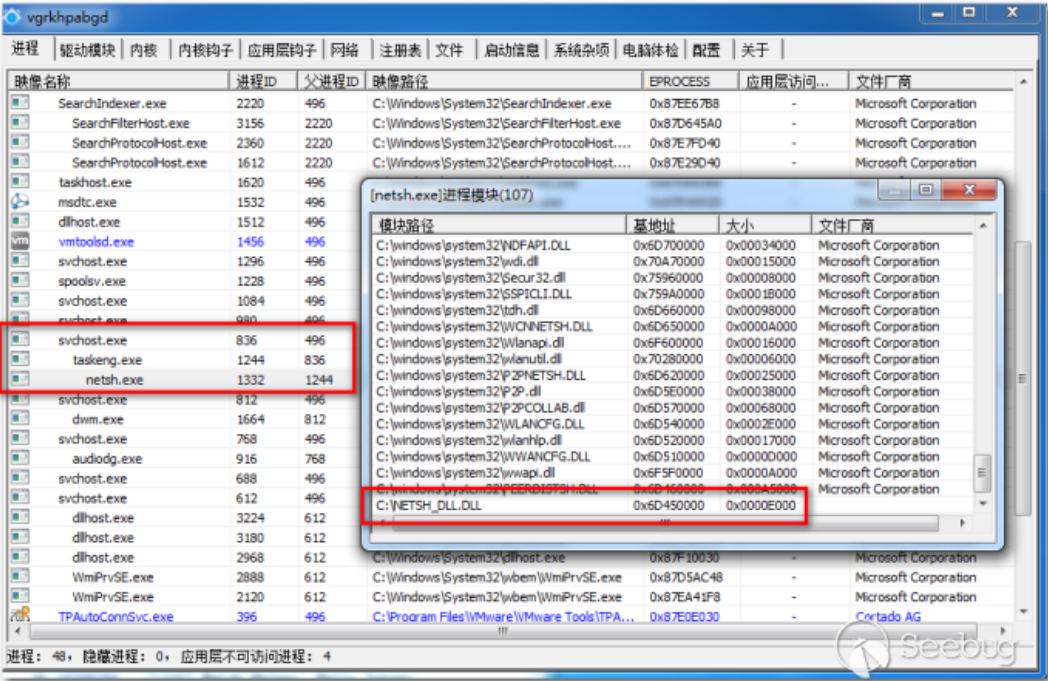 vgrkhpabgd
进程 驱动模块 内核 内核钩子 应用层钩子 网络 注册表 文件 启动信息 系统杂项 电脑体检 配置 关于
映像名称 进程ID 父进程ID 映像路径 EPROCESS 应用层访问... 文件厂商
SearchIndexer.exe 2220 496 C:\Windows\System32\SearchIndexer.exe 0x87EE67B8 - Microsoft Corporation
SearchFilterHost.exe 3156 2220 C:\Windows\System32\SearchFilterHost.exe 0x87D645A0 - Microsoft Corporation
SearchProtocolHost.exe 2360 2220 C:\Windows\System32\SearchProtocolHost.... 0x87E7FD40 - Microsoft Corporation
SearchProtocolHost.exe 1612 2220 C:\Windows\System32\SearchProtocolHost.... 0x87E29D40 - Microsoft Corporation
taskhost.exe 1620 496
msdtc.exe 1532 496
dllhost.exe 1512 496
vm vmtoolsd.exe 1456 496
svchost.exe 1296 496
spoolsv.exe 1228 496
svchost.exe 1084 496
svchost.exe 980 496
svchost.exe 836 496
taskeng.exe 1244 836
netsh.exe 1332 1244
svchost.exe 812 496
dwm.exe 1664 812
svchost.exe 768 496
audiodg.exe 916 768
svchost.exe 688 496
svchost.exe 612 496
dllhost.exe 3224 612
dllhost.exe 3180 612
dllhost.exe 2968 612 C:\Windows\System32\dllhost.exe 0x87F10030 - Microsoft Corporation
WmiPrvSE.exe 2888 612 C:\Windows\System32\wbem\WmiPrvSE.exe 0x87D5AC48 - Microsoft Corporation
WmiPrvSE.exe 2120 612 C:\Windows\System32\wbem\WmiPrvSE.exe 0x87EA41F8 - Microsoft Corporation
TPAutoConnSvc.exe 396 496 C:\Program Files\VMware\VMware Tools\TPA... 0x87E0E030 - Cortado AG
[netsh.exe]进程模块(107)
模块路径 基地址 大小 文件厂商
C:\windows\system32\NDFAPI.DLL 0x6D700000 0x00034000 Microsoft Corporation
C:\windows\system32\wdi.dll 0x70A70000 0x00015000 Microsoft Corporation
C:\windows\system32\Secur32.dll 0x75960000 0x00008000 Microsoft Corporation
C:\windows\system32\SSPICLI.DLL 0x759A0000 0x0001B000 Microsoft Corporation
C:\windows\system32\tdh.dll 0x6D660000 0x00098000 Microsoft Corporation
C:\windows\system32\WCNNETSH.DLL 0x6D650000 0x0000A000 Microsoft Corporation
C:\windows\system32\Wlanapi.dll 0x6F600000 0x00016000 Microsoft Corporation
C:\windows\system32\wlanutil.dll 0x70280000 0x00006000 Microsoft Corporation
C:\windows\system32\P2PNETSH.DLL 0x6D620000 0x00025000 Microsoft Corporation
C:\windows\system32\P2P.dll 0x6D5E0000 0x00038000 Microsoft Corporation
C:\windows\system32\P2PCOLLAB.dll 0x6D570000 0x00068000 Microsoft Corporation
C:\windows\system32\WLANCFG.DLL 0x6D540000 0x0002E000 Microsoft Corporation
C:\windows\system32\wlanhlp.dll 0x6D520000 0x00017000 Microsoft Corporation
C:\windows\system32\WWANCFG.DLL 0x6D510000 0x0000D000 Microsoft Corporation
C:\windows\system32\wwapi.dll 0x6F5F0000 0x0000A000 Microsoft Corporation
C:\windows\system32\PEERDISTSH.DLL 0x6D460000 0x000A5000 Microsoft Corporation
C:\NETSH_DLL.DLL 0x6D450000 0x0000E000
进程: 48, 隐藏进程: 0, 应用层不可访问进程: 4
Seebug